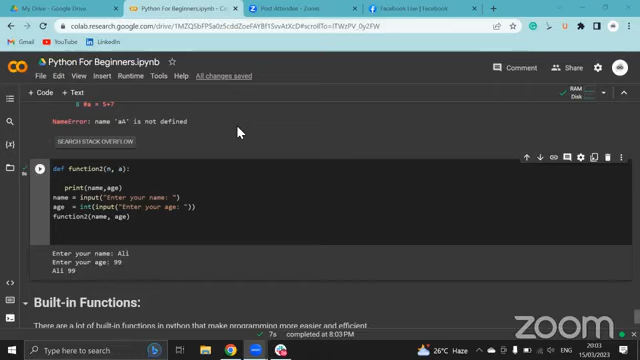 My Drive - Google Drive
Python For Beginners.ipynb - C
Post Attendee - Zoom
Facebook Live | Facebook
colab.research.google.com/drive/1MZQSbFPSa0zScddZoFAYBf1SvvAtXCxD#scrollTo=ITWzPV_0y2FW
Gmail
YouTube
LinkedIn
Python For Beginners.ipynb
File Edit View Insert Runtime Tools Help All changes saved
Comment
Share
+ Code + Text
RAM
Disk
8 #a = 5+7
NameError: name 'aA' is not defined
SEARCH STACK OVERFLOW
def function2(n, a):
print(name,age)
name = input("Enter your name: ")
age = int(input("Enter your age: "))
function2(name, age)
Enter your name: Ali
Enter your age: 99
Ali 99
Built-in Functions:
There are a lot of built-in functions in python that make programming more easier and efficient
7s completed at 8:03 PM
zoom
Type here to search
26°C Haze
20:03
15/03/2023